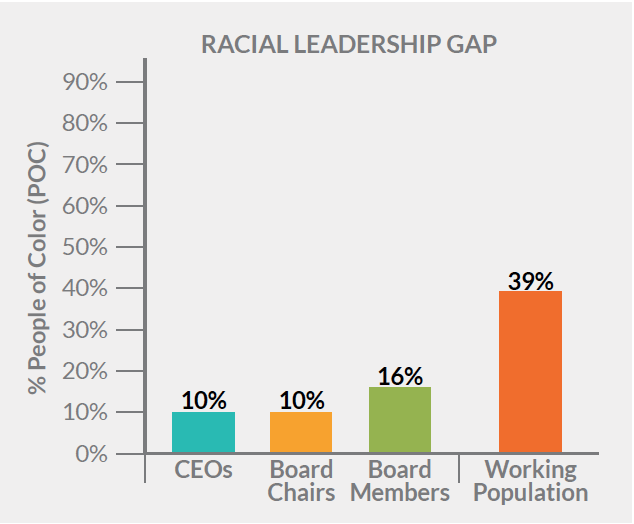 RACIAL LEADERSHIP GAP
% People of Color (POC)
90%
80%
70%
60%
50%
40%
30%
20%
10%
0%
10%
10%
16%
39%
CEOs
Board
Chairs
Board
Members
Working
Population